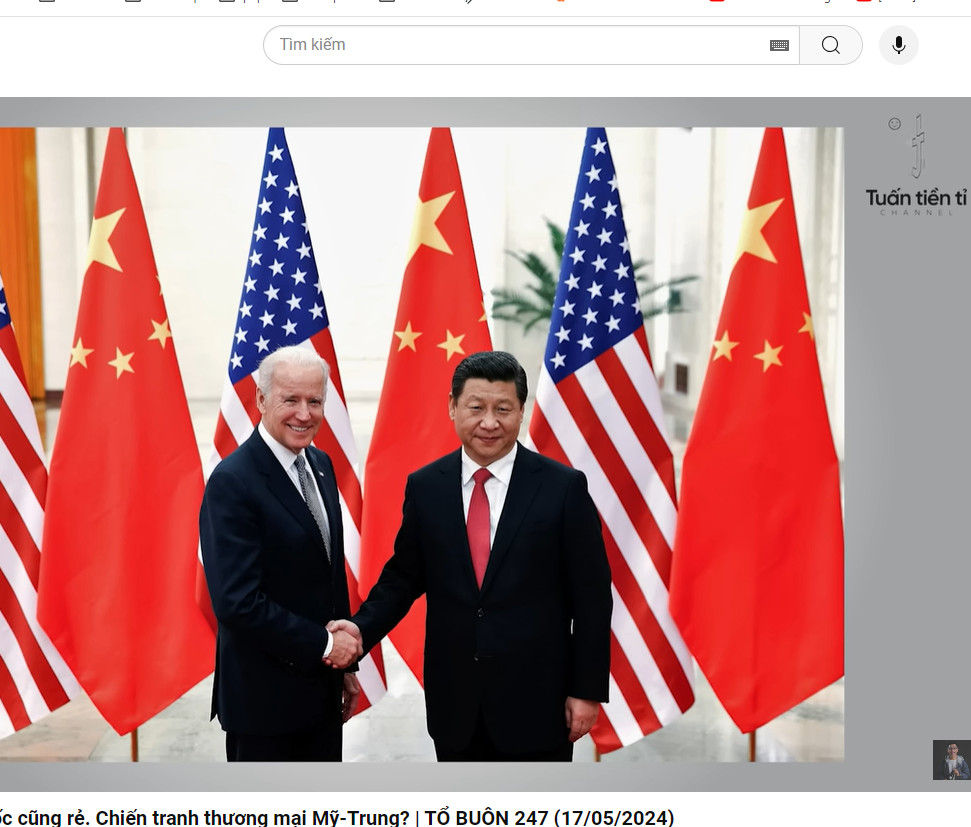 Tìm kiếm
Tuấn tiền tỉ
CHANNEL
ốc cũng rẻ. Chiến tranh thương mại Mỹ-Trung? | TỔ BUÔN 247 (17/05/2024)